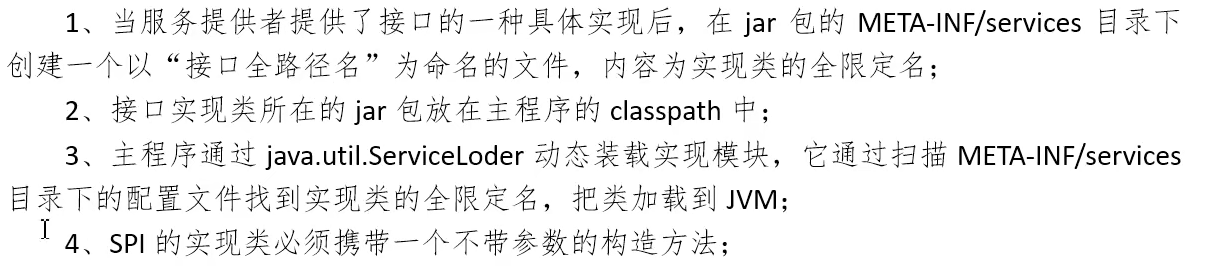 1、当服务提供者提供了接口的一种具体实现后，在 jar 包的 META-INF/services 目录下
创建一个以“接口全路径名”为命名的文件，内容为实现类的全限定名；
2、接口实现类所在的 jar 包放在主程序的 classpath 中；
3、主程序通过 java.util.ServiceLoder 动态装载实现模块，它通过扫描 META-INF/services
目录下的配置文件找到实现类的全限定名，把类加载到 JVM；
4、SPI 的实现类必须携带一个不带参数的构造方法；